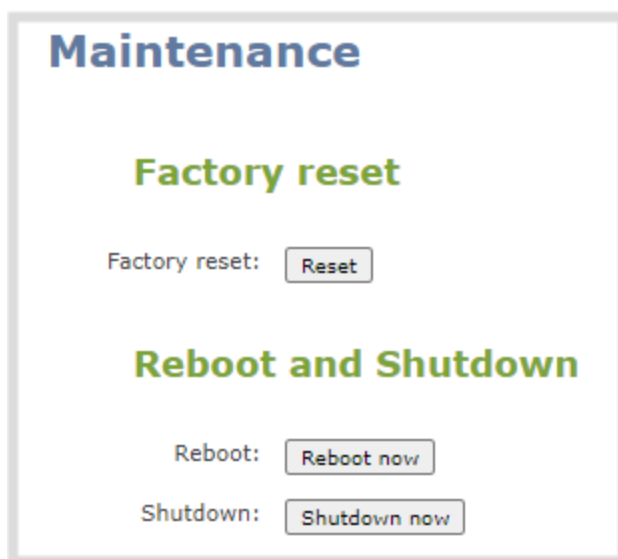 Maintenance
Factory reset
Factory reset: Reset
Reboot and Shutdown
Reboot: Reboot now
Shutdown: Shutdown now